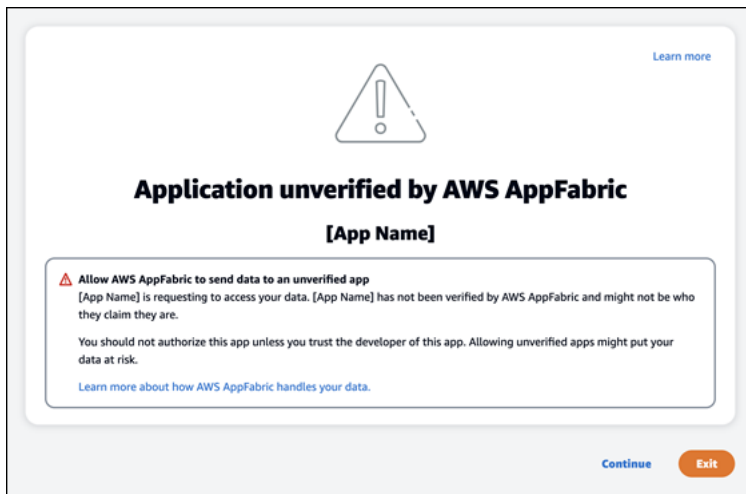 Learn more
Application unverified by AWS AppFabric
[App Name]
Allow AWS AppFabric to send data to an unverified app
[App Name] is requesting to access your data. [App Name] has not been verified by AWS AppFabric and might not be who
they claim they are.
You should not authorize this app unless you trust the developer of this app. Allowing unverified apps might put your
data at risk.
Learn more about how AWS AppFabric handles your data.
Continue
Exit